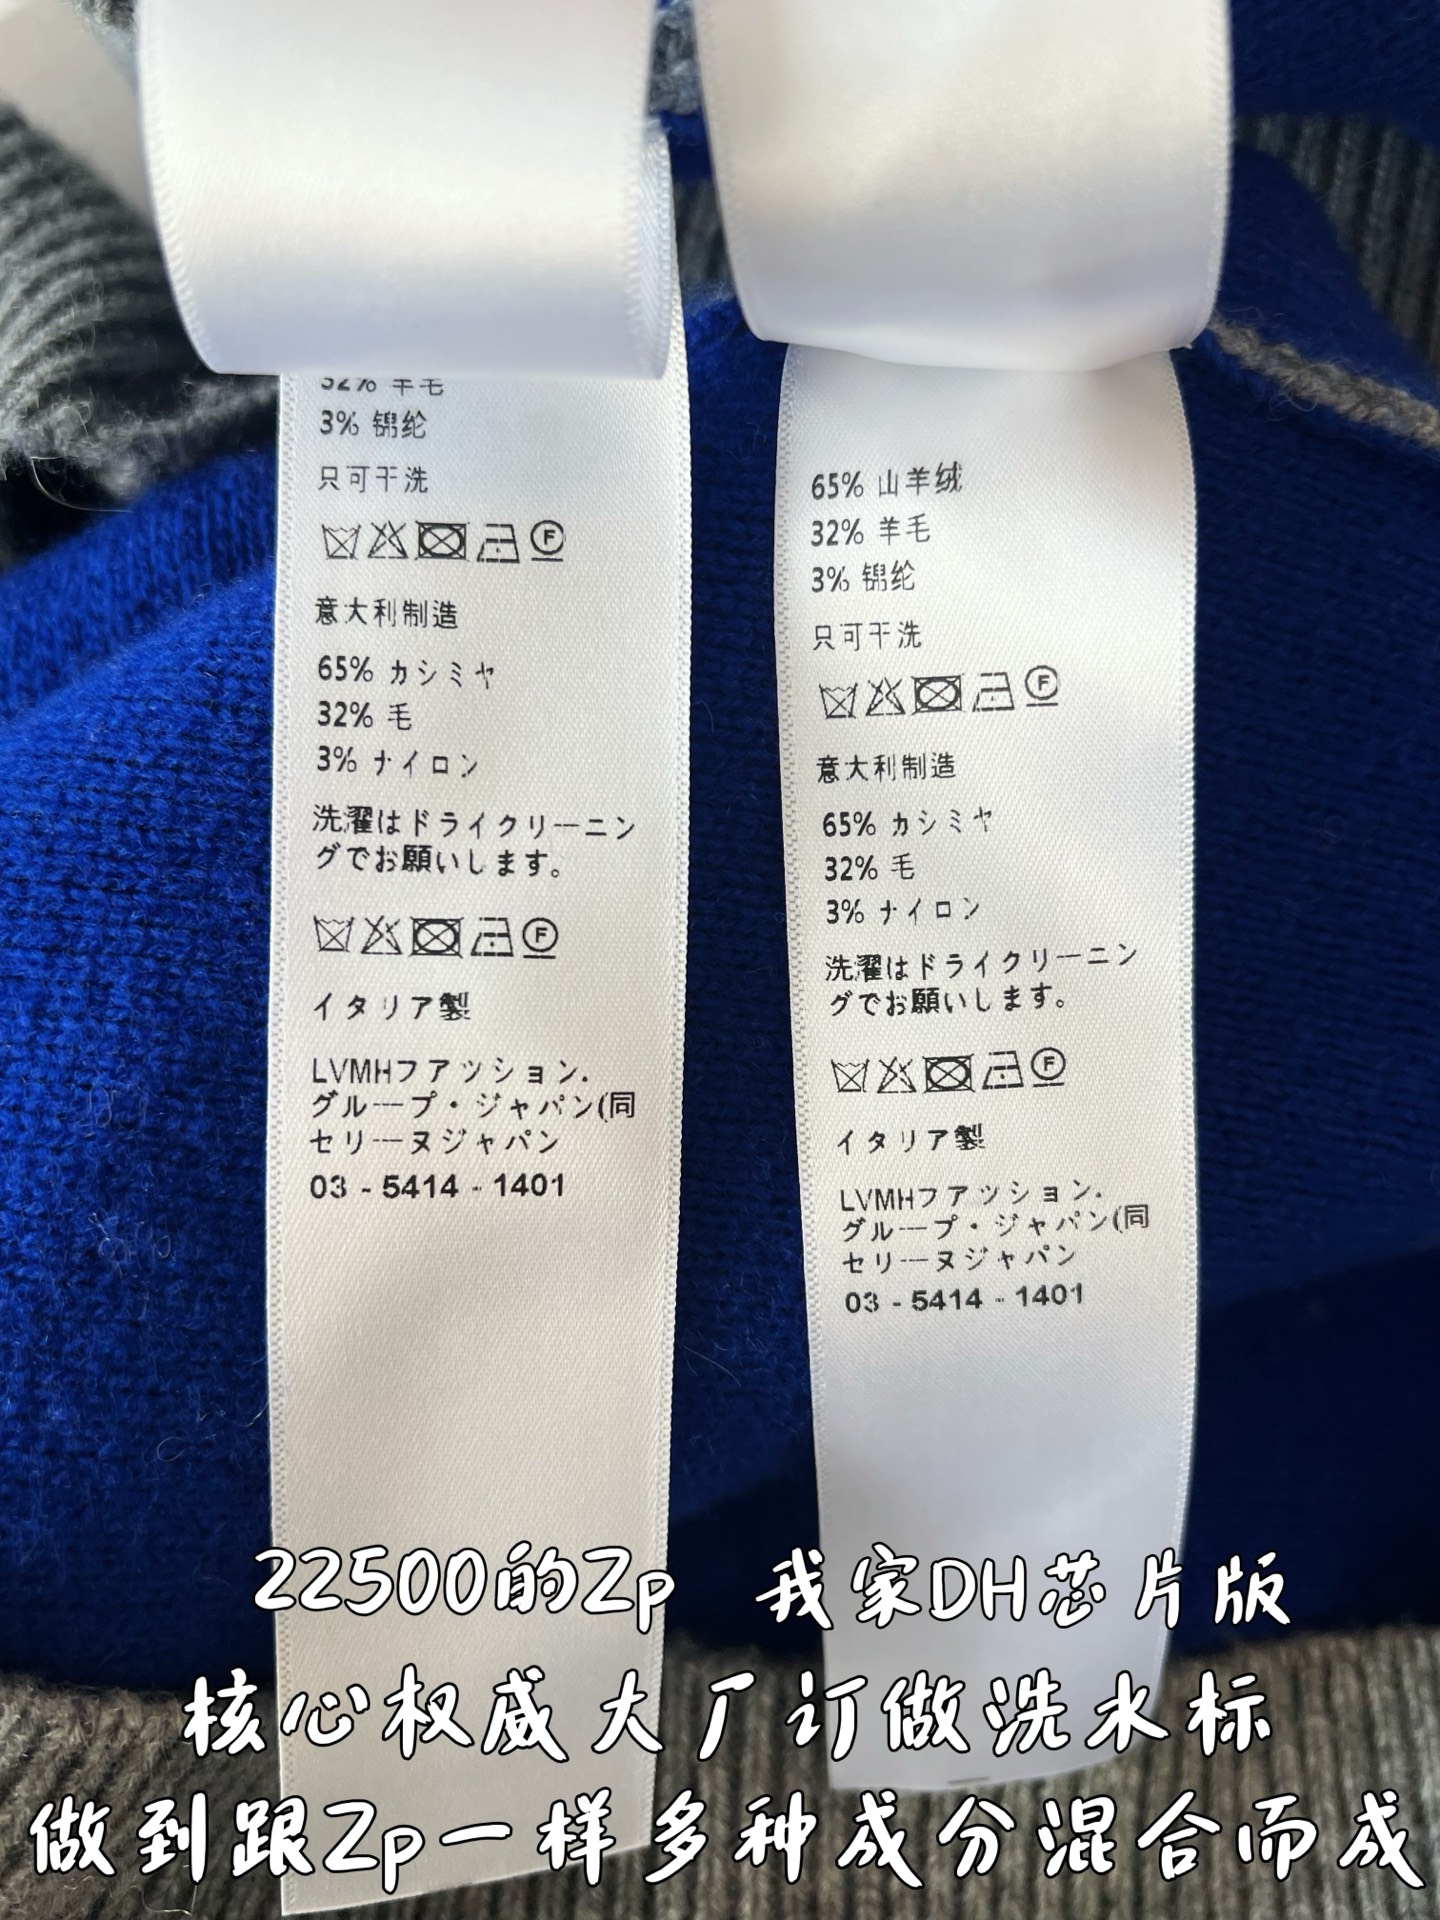 32% 羊毛
3% 锦纶
只可干洗
F
意大利制造
65% カシミヤ
32% 毛
3% ナイロン
洗濯はドライクリーニン
グでお願いします。
F
イタリア製
LVMHファッション.
グループ・ジャパン(同
セリーヌジャパン
03 - 5414 - 1401
65% 山羊绒
32% 羊毛
3% 锦纶
只可干洗
F
意大利制造
65% カシミヤ
32% 毛
3% ナイロン
洗濯はドライクリーニン
グでお願いします。
F
イタリア製
LVMHファッション.
グループ・ジャパン(同
セリーヌジャパン
03 - 5414 - 1401
22500的Zp 我家DH芯片版
核心权威大厂订做洗水标
做到跟Zp一样多种成分混合而成